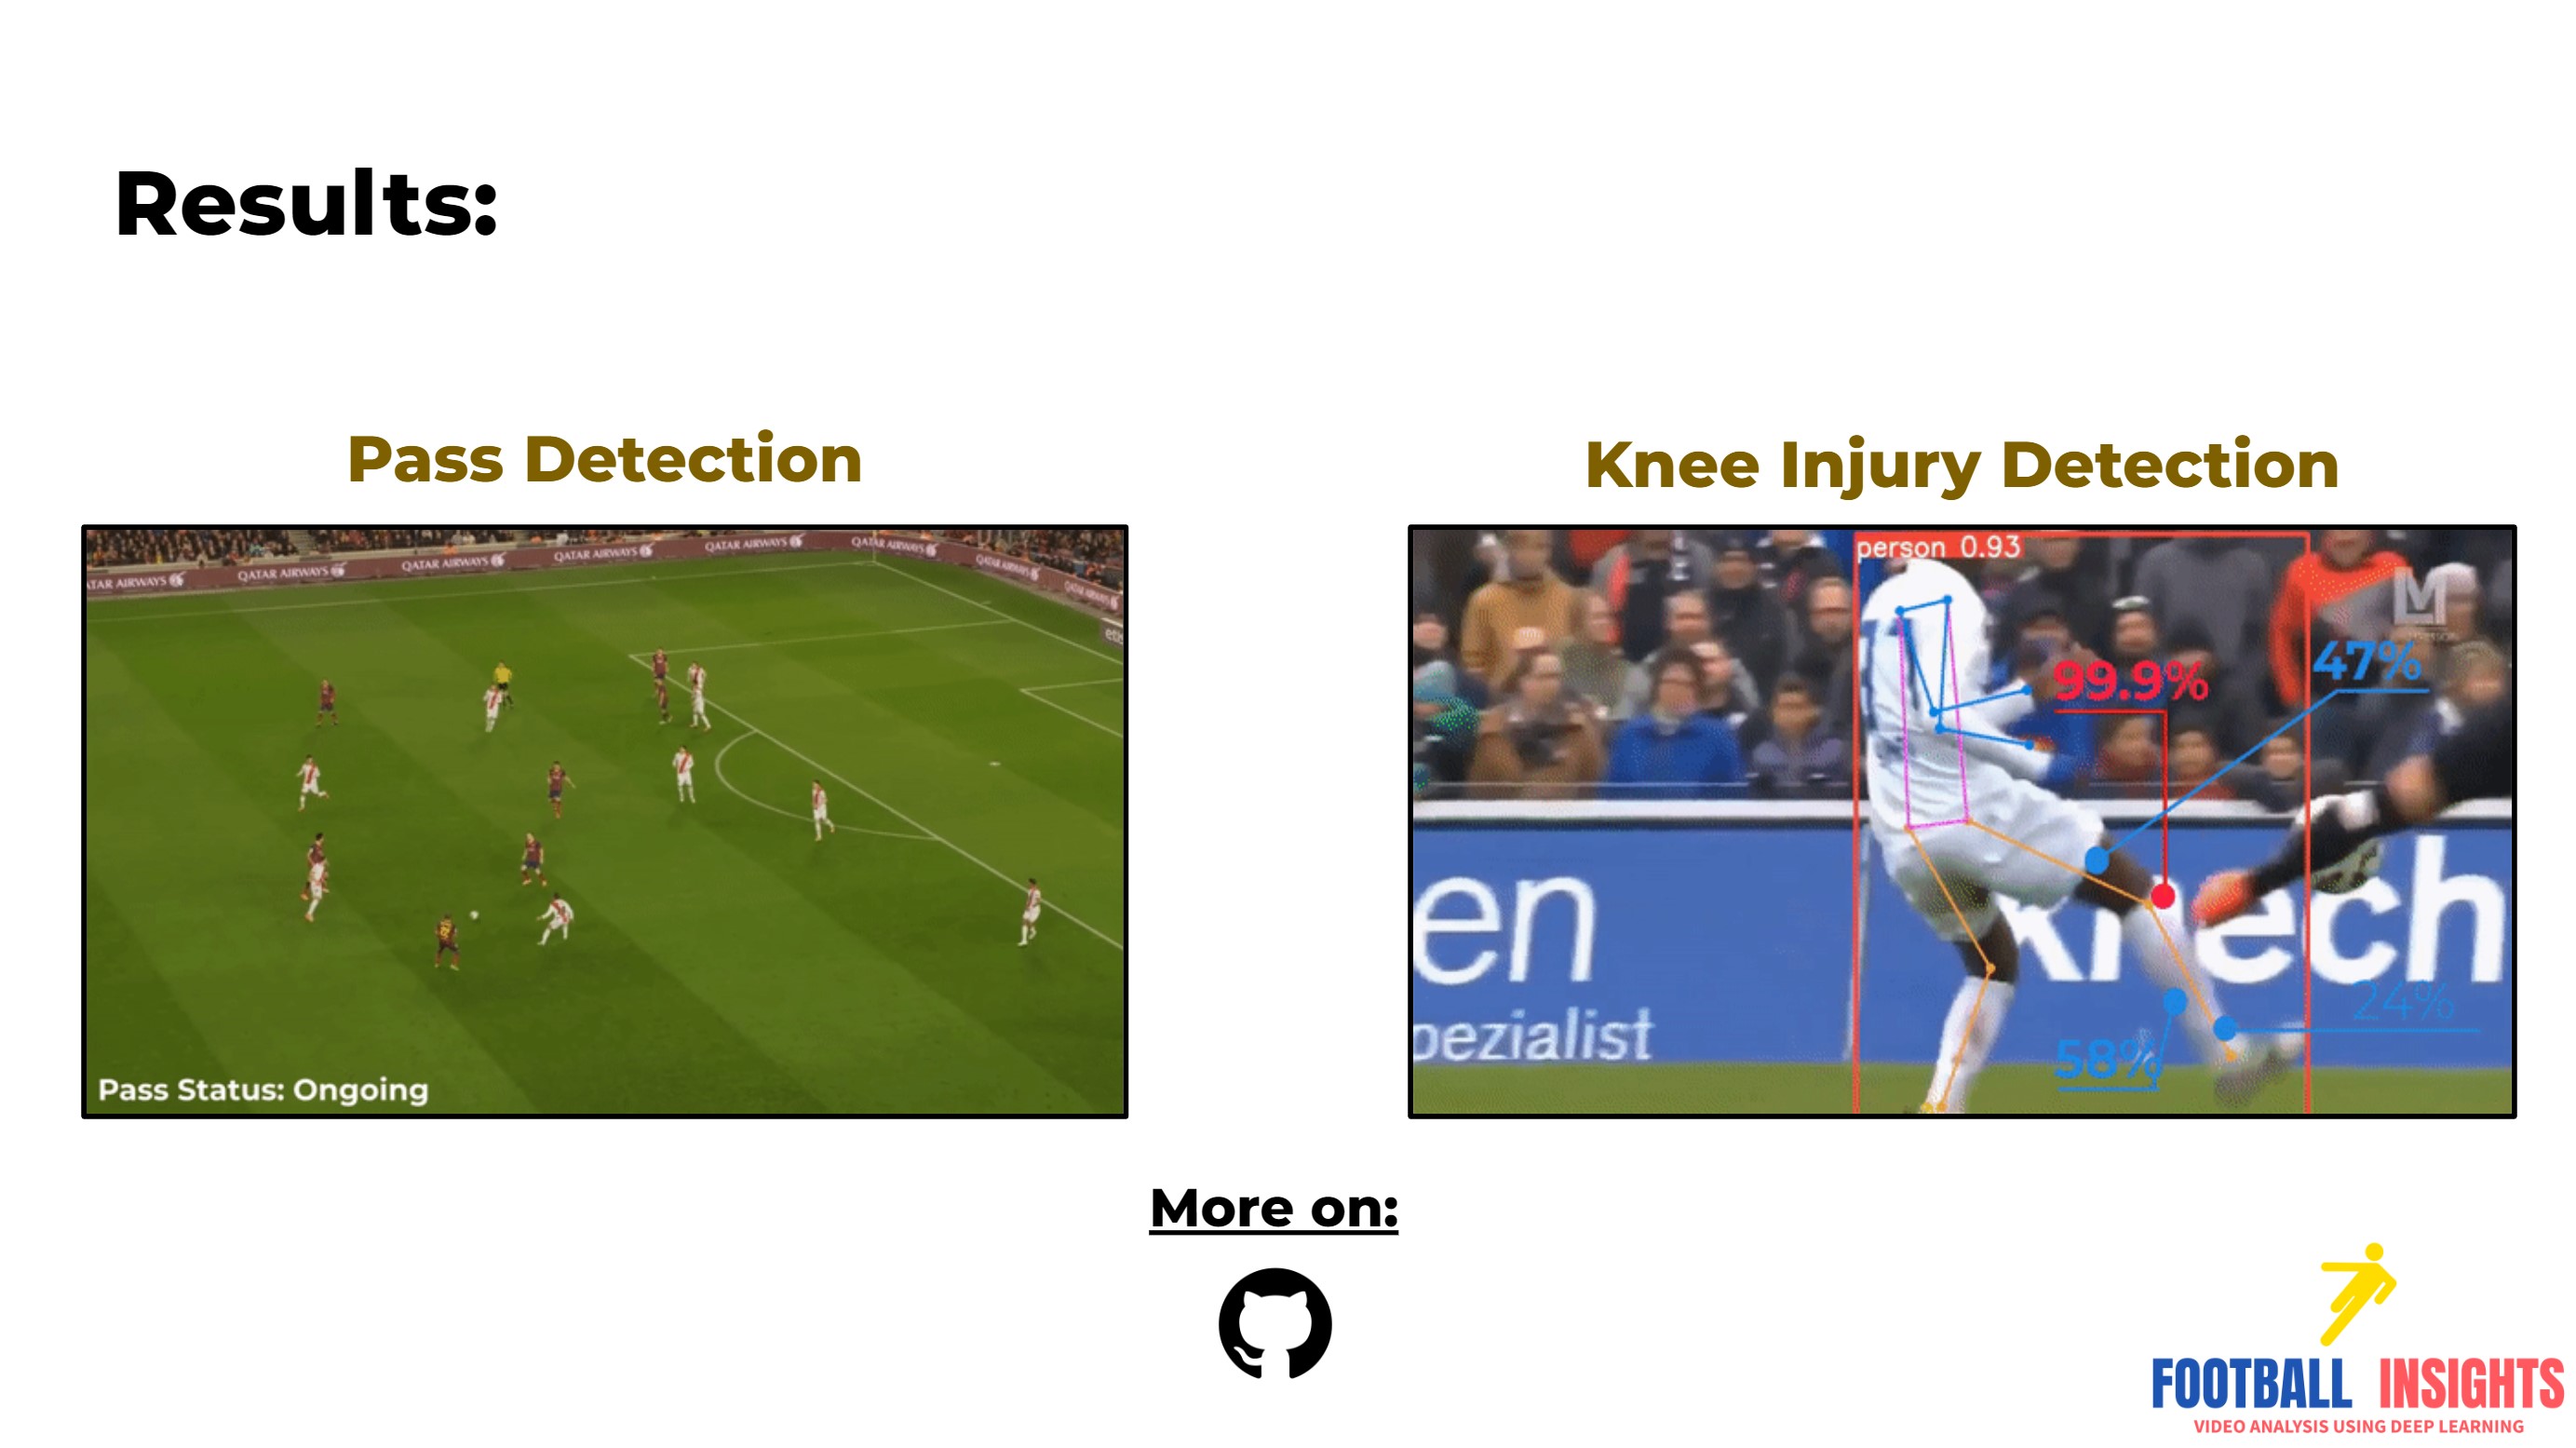 Results:
Pass Detection
Knee Injury Detection
QATAR AIRWAYS
QATAR AIRWAYS
QATAR AIRWAYS
QATAR AIRWAYS
QATAR AIRWAYS
QATAR AIRWAYS
Pass Status: Ongoing
person 0.93
LM
99.9%
47%
en
knech
pezialist
24%
58%
More on:
FOOTBALL INSIGHTS
VIDEO ANALYSIS USING DEEP LEARNING